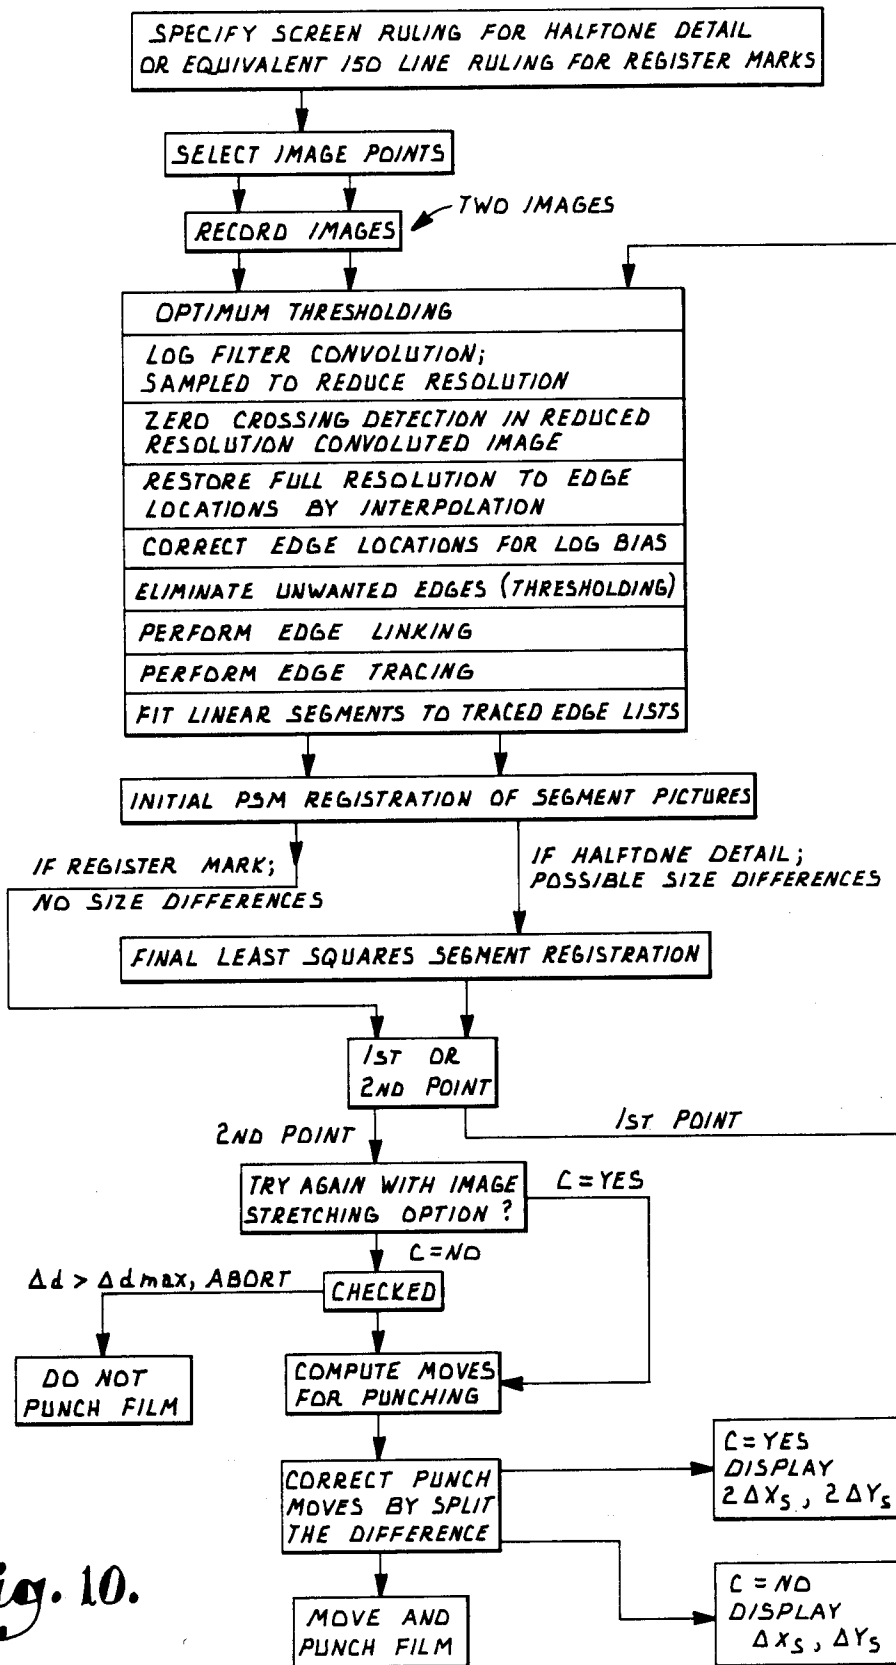 SPECIFY SCREEN RULING FOR HALFTONE DETAIL
OR EQUIVALENT 150 LINE RULING FOR REGISTER MARKS
SELECT IMAGE POINTS
TWO IMAGES
RECORD IMAGES
OPTIMUM THRESHOLDING
LOG FILTER CONVOLUTION;
SAMPLED TO REDUCE RESOLUTION
ZERO CROSSING DETECTION IN REDUCED
RESOLUTION CONVOLUTED IMAGE
RESTORE FULL RESOLUTION TO EDGE
LOCATIONS BY INTERPOLATION
CORRECT EDGE LOCATIONS FOR LOG BIAS
ELIMINATE UNWANTED EDGES (THRESHOLDING)
PERFORM EDGE LINKING
PERFORM EDGE TRACING
FIT LINEAR SEGMENTS TO TRACED EDGE LISTS
INITIAL PSM REGISTRATION OF SEGMENT PICTURES
IF REGISTER MARK;
NO SIZE DIFFERENCES
IF HALFTONE DETAIL;
POSSIBLE SIZE DIFFERENCES
FINAL LEAST SQUARES SEGMENT REGISTRATION
1ST OR
2ND POINT
2ND POINT
1ST POINT
TRY AGAIN WITH IMAGE
STRETCHING OPTION?
C=YES
C=NO
Δd > Δdmax, ABORT
CHECKED
DO NOT
PUNCH FILM
COMPUTE MOVES
FOR PUNCHING
CORRECT PUNCH
MOVES BY SPLIT
THE DIFFERENCE
C=YES
DISPLAY
2ΔXs, 2ΔYs
C=NO
DISPLAY
ΔXs, ΔYs
MOVE AND
PUNCH FILM
ig. 10.